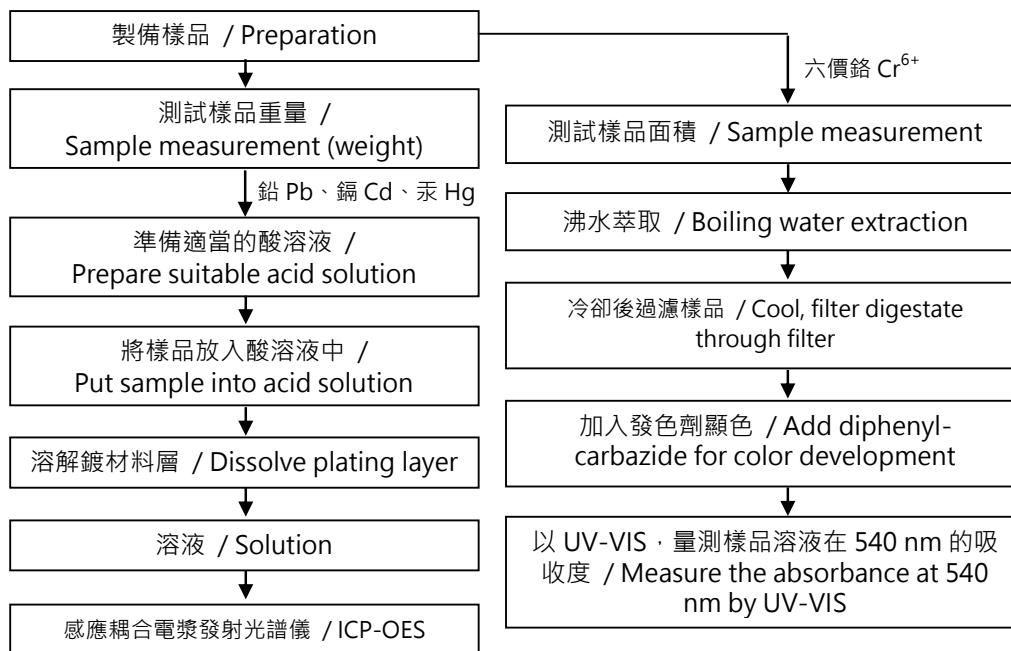 製備樣品 / Preparation
測試樣品重量 /
Sample measurement (weight)
鉛 Pb、鎘 Cd、汞 Hg
準備適當的酸溶液 /
Prepare suitable acid solution
將樣品放入酸溶液中 /
Put sample into acid solution
溶解鍍材料層 / Dissolve plating layer
溶液 / Solution
感應耦合電漿發射光譜儀 / ICP-OES
六價鉻 Cr⁶⁺
測試樣品面積 / Sample measurement
沸水萃取 / Boiling water extraction
冷卻後過濾樣品 / Cool, filter digestate
through filter
加入發色劑顯色 / Add diphenyl-
carbazide for color development
以 UV-VIS，量測樣品溶液在 540 nm 的吸
收度 / Measure the absorbance at 540
nm by UV-VIS